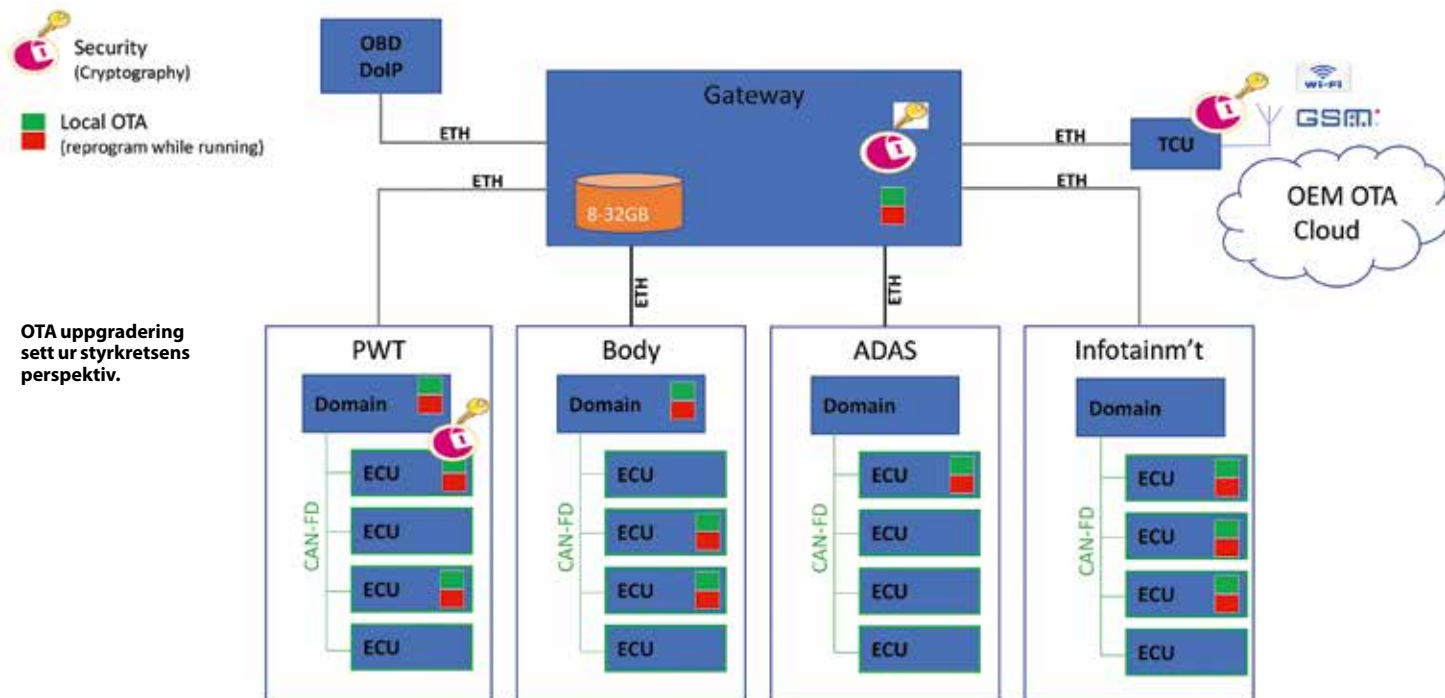 Security
(Cryptography)
Local OTA
(reprogram while running)
OBD
DoIP
ETH
ETH
Gateway
8-32GB
ETH
ETH
TCU
Wi-Fi
GSM
OEM OTA
Cloud
ETH
ETH
OTA uppgradering
sett ur styrkretsens
perspektiv.
PWT
Domain
CAN-FD
ECU
ECU
ECU
ECU
Body
Domain
CAN-FD
ECU
ECU
ECU
ECU
ADAS
Domain
CAN-FD
ECU
ECU
ECU
ECU
Infotainm't
Domain
CAN-FD
ECU
ECU
ECU
ECU